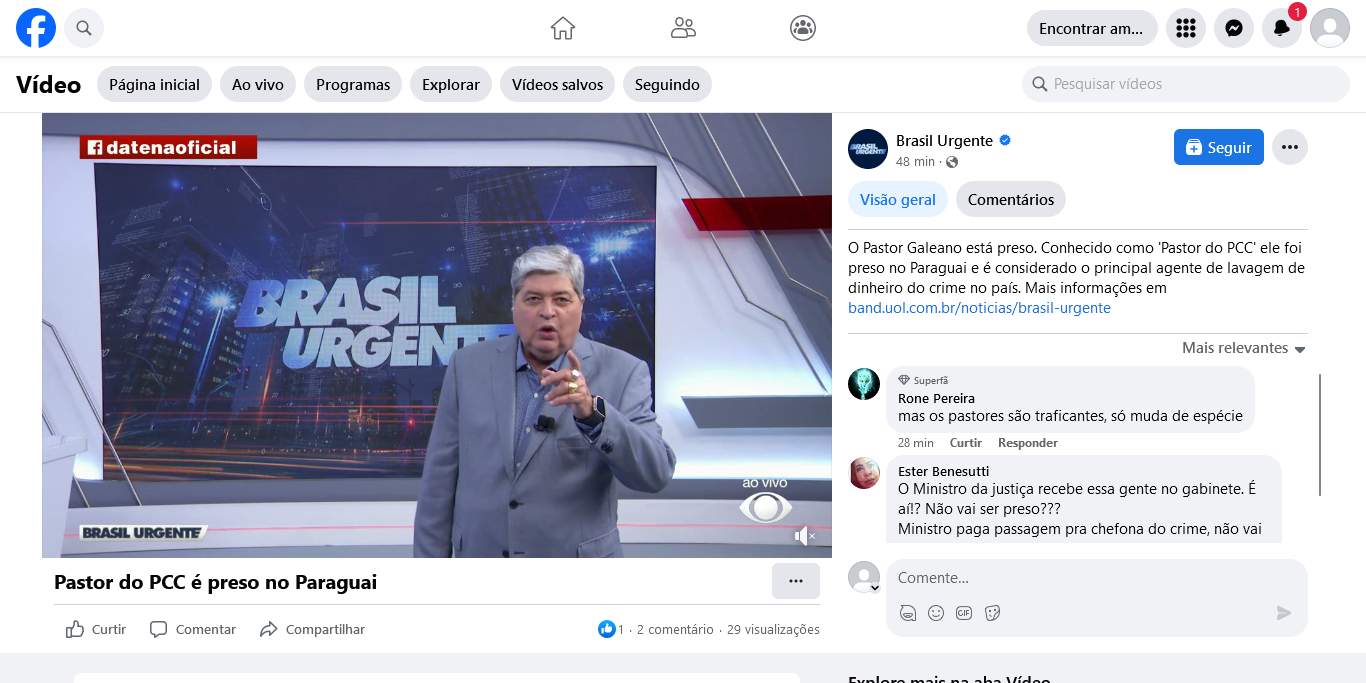 Encontrar am...
1
Vídeo
Página inicial
Ao vivo
Programas
Explorar
Vídeos salvos
Seguindo
Pesquisar vídeos
datenaoficial
BRASIL
URGENTE
ao vivo
BRASIL URGENTE
Pastor do PCC é preso no Paraguai
Curtir
Comentar
Compartilhar
1 · 2 comentário · 29 visualizações
BRASIL URGENTE
Brasil Urgente
48 min ·
Seguir
Visão geral
Comentários
O Pastor Galeano está preso. Conhecido como 'Pastor do PCC' ele foi
preso no Paraguai e é considerado o principal agente de lavagem de
dinheiro do crime no país. Mais informações em
band.uol.com.br/noticias/brasil-urgente
Mais relevantes
Superfã
Rone Pereira
mas os pastores são traficantes, só muda de espécie
28 min Curtir Responder
Ester Benesutti
O Ministro da justiça recebe essa gente no gabinete. É
aí!? Não vai ser preso???
Ministro paga passagem pra chefona do crime, não vai
Comente...
GIF
Explore mais na aba Vídeo